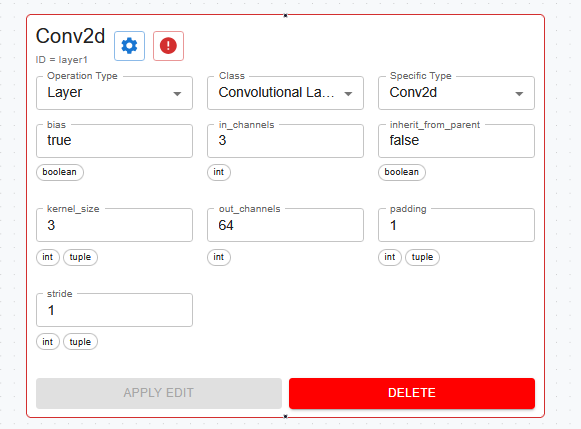 Conv2d
ID = layer1
Operation Type
Class
Specific Type
Layer
Convolutional La...
Conv2d
bias
in_channels
inherit_from_parent
true
3
false
boolean
int
boolean
kernel_size
out_channels
padding
3
64
1
int tuple
int
int tuple
stride
1
int tuple
APPLY EDIT
DELETE